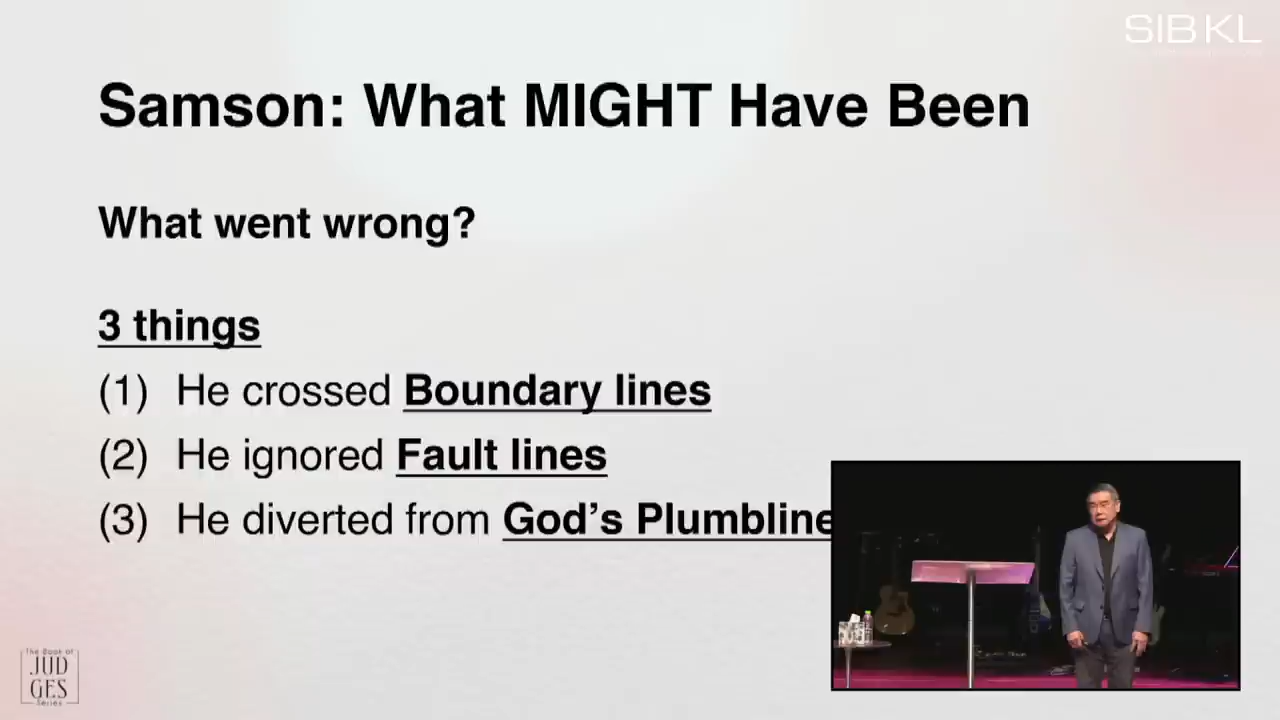 SIBKL
Samson: What MIGHT Have Been
What went wrong?
3 things
(1) He crossed Boundary lines
(2) He ignored Fault lines
(3) He diverted from God's Plumbline
The Book of
JUD
GES
Series